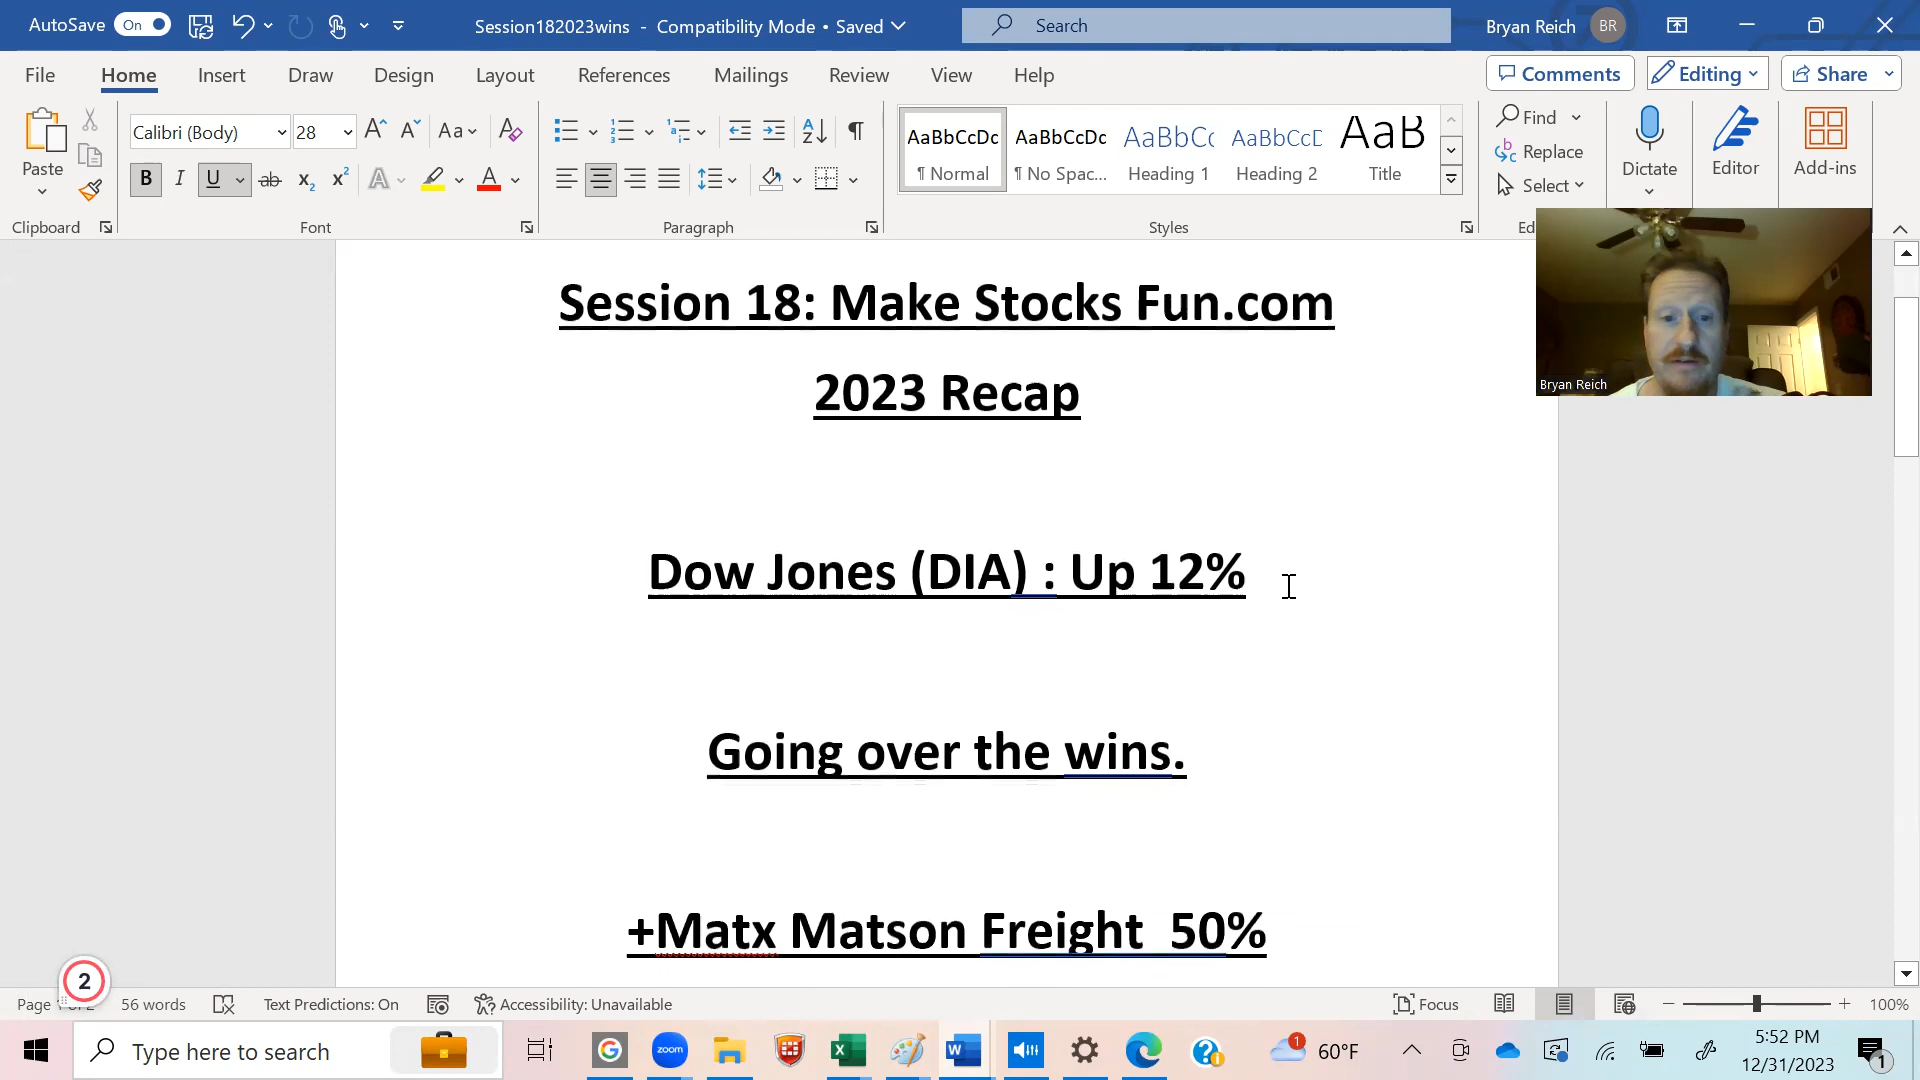 AutoSave On Session182023wins - Compatibility Mode • Saved Search Bryan Reich BR
File Home Insert Draw Design Layout References Mailings Review View Help Comments Editing Share
Paste Calibri (Body) 28 Aa AaBbCcDc AaBbCcDc AaBbCc AaBbCcD AaB Find Replace Select Dictate Editor Add-ins
¶ Normal ¶ No Spac... Heading 1 Heading 2 Title
Clipboard Font Paragraph Styles
Session 18: Make Stocks Fun.com
2023 Recap
Bryan Reich
Dow Jones (DIA) : Up 12%
Going over the wins.
+Matx Matson Freight 50%
2
Page 56 words Text Predictions: On Accessibility: Unavailable Focus 100%
Type here to search zoom 1 60°F 5:52 PM
12/31/2023 1